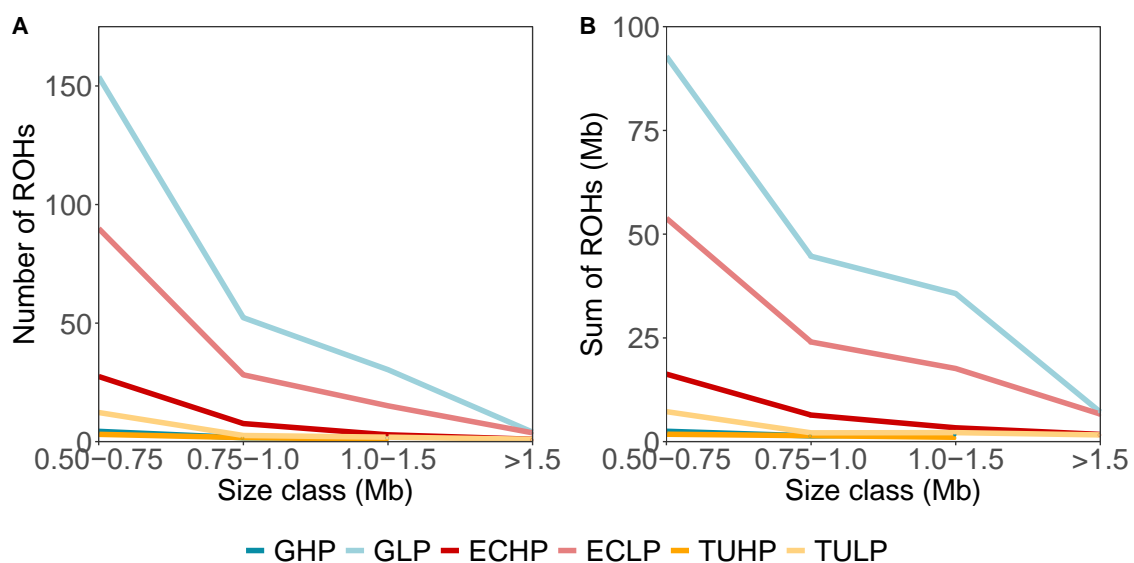 A
Number of ROHs
150
100
50
0
0.50−0.75
0.75−1.0
1.0−1.5
>1.5
Size class (Mb)
B
Sum of ROHs (Mb)
100
75
50
25
0
0.50−0.75
0.75−1.0
1.0−1.5
>1.5
Size class (Mb)
GHP GLP ECHP ECLP TUHP TULP